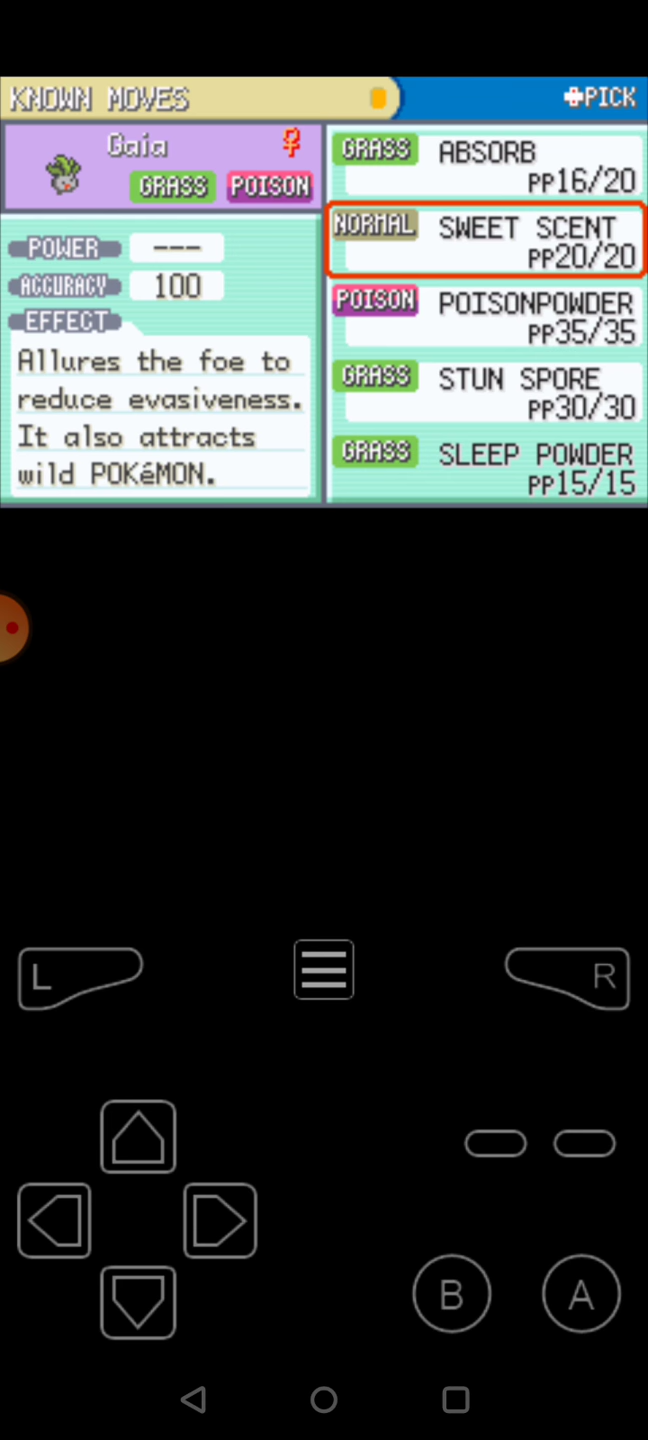 KNOWN MOVES
PICK
Gaia ♀
GRASS POISON
POWER ---
ACCURACY 100
EFFECT
Allures the foe to
reduce evasiveness.
It also attracts
wild POKéMON.
GRASS ABSORB
PP16/20
NORMAL SWEET SCENT
PP20/20
POISON POISONPOWDER
PP35/35
GRASS STUN SPORE
PP30/30
GRASS SLEEP POWDER
PP15/15
L
R
B
A